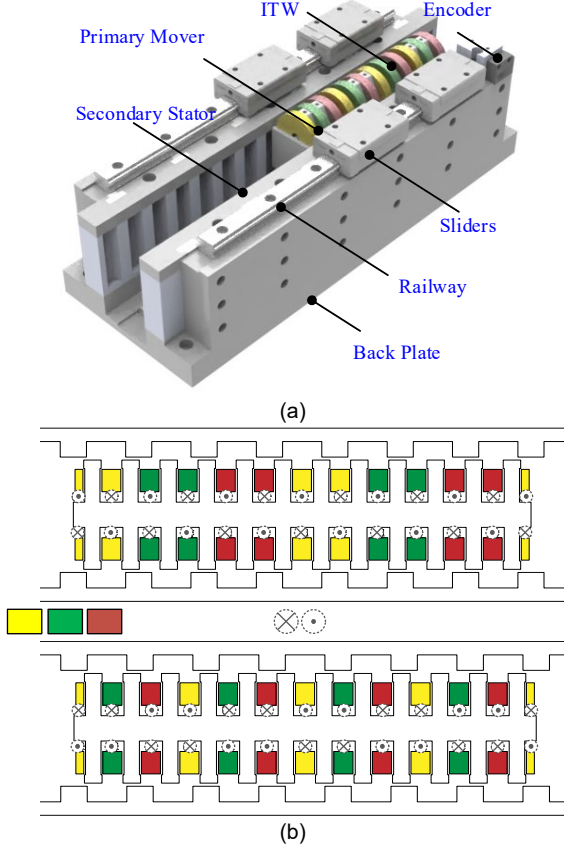 ITW
Encoder
Primary Mover
Secondary Stator
Sliders
Railway
Back Plate
(a)
(b)